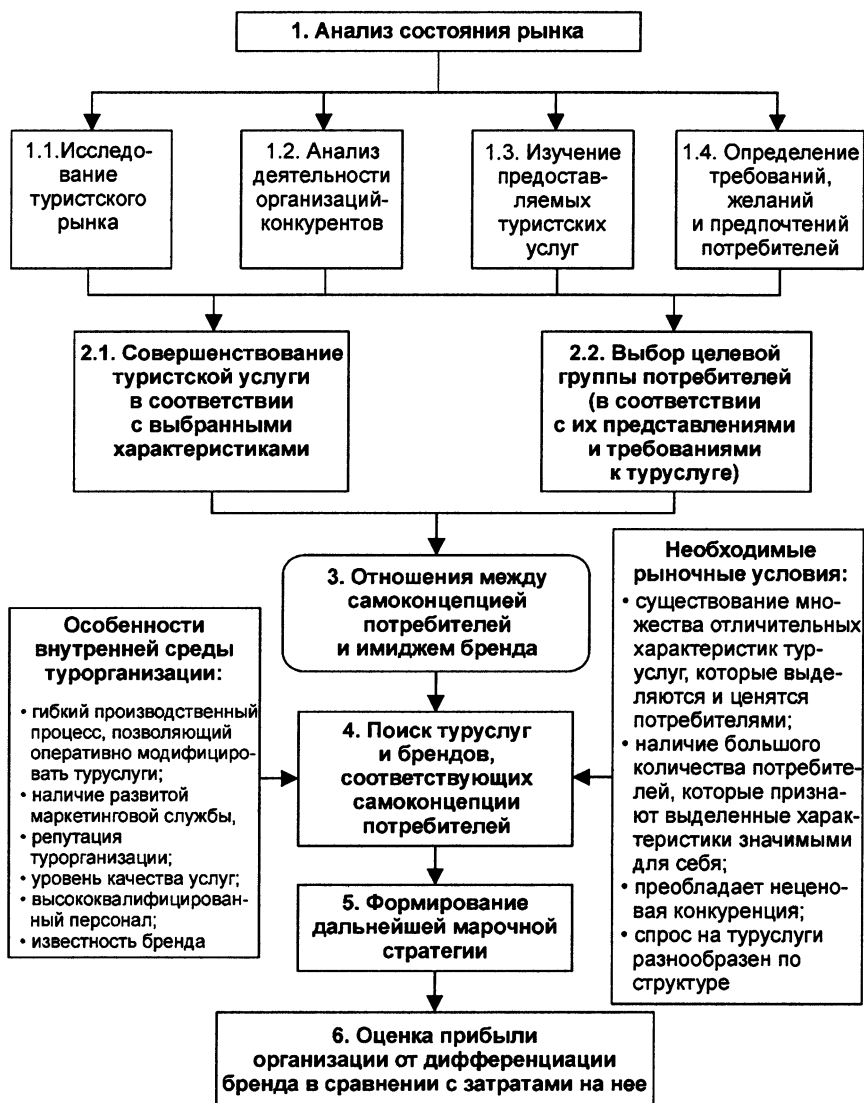 1. Анализ состояния рынка
1.1.Исследо-
вание
туристского
рынка
1.2. Анализ
деятельности
организаций-
конкурентов
1.3. Изучение
предостав-
ляемых
туристских
услуг
1.4. Определение
требований,
желаний
и предпочтений
потребителей
2.1. Совершенствование
туристской услуги
в соответствии
с выбранными
характеристиками
2.2. Выбор целевой
группы потребителей
(в соответствии
с их представлениями
и требованиями
к туруслуге)
3. Отношения между
самоконцепцией
потребителей
и имиджем бренда
Особенности
внутренней среды
турорганизации:
• гибкий производственный
процесс, позволяющий
оперативно модифициро-
вать туруслуги;
• наличие развитой
маркетинговой службы,
• репутация
турорганизации;
• уровень качества услуг;
• высококвалифицирован-
ный персонал;
• известность бренда
4. Поиск туруслуг
и брендов,
соответствующих
самоконцепции
потребителей
Необходимые
рыночные условия:
• существование мно-
жества отличительных
характеристик тур-
услуг, которые выде-
ляются и ценятся
потребителями;
• наличие большого
количества потребите-
лей, которые призна-
ют выделенные харак-
теристики значимыми
для себя;
• преобладает неценo-
вая конкуренция;
• спрос на туруслуги
разнообразен по
структуре
5. Формирование
дальнейшей марочной
стратегии
6. Оценка прибыли
организации от дифференциации
бренда в сравнении с затратами на нее